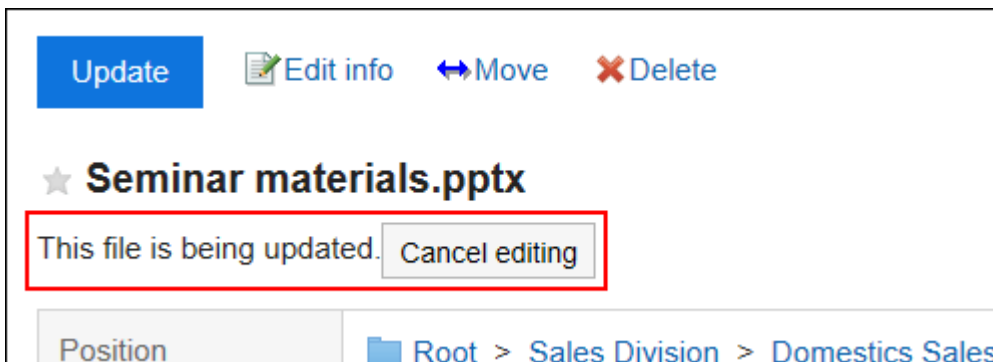 Update Edit info Move Delete
Seminar materials.pptx
This file is being updated. Cancel editing
Position Root > Sales Division > Domestics Sales